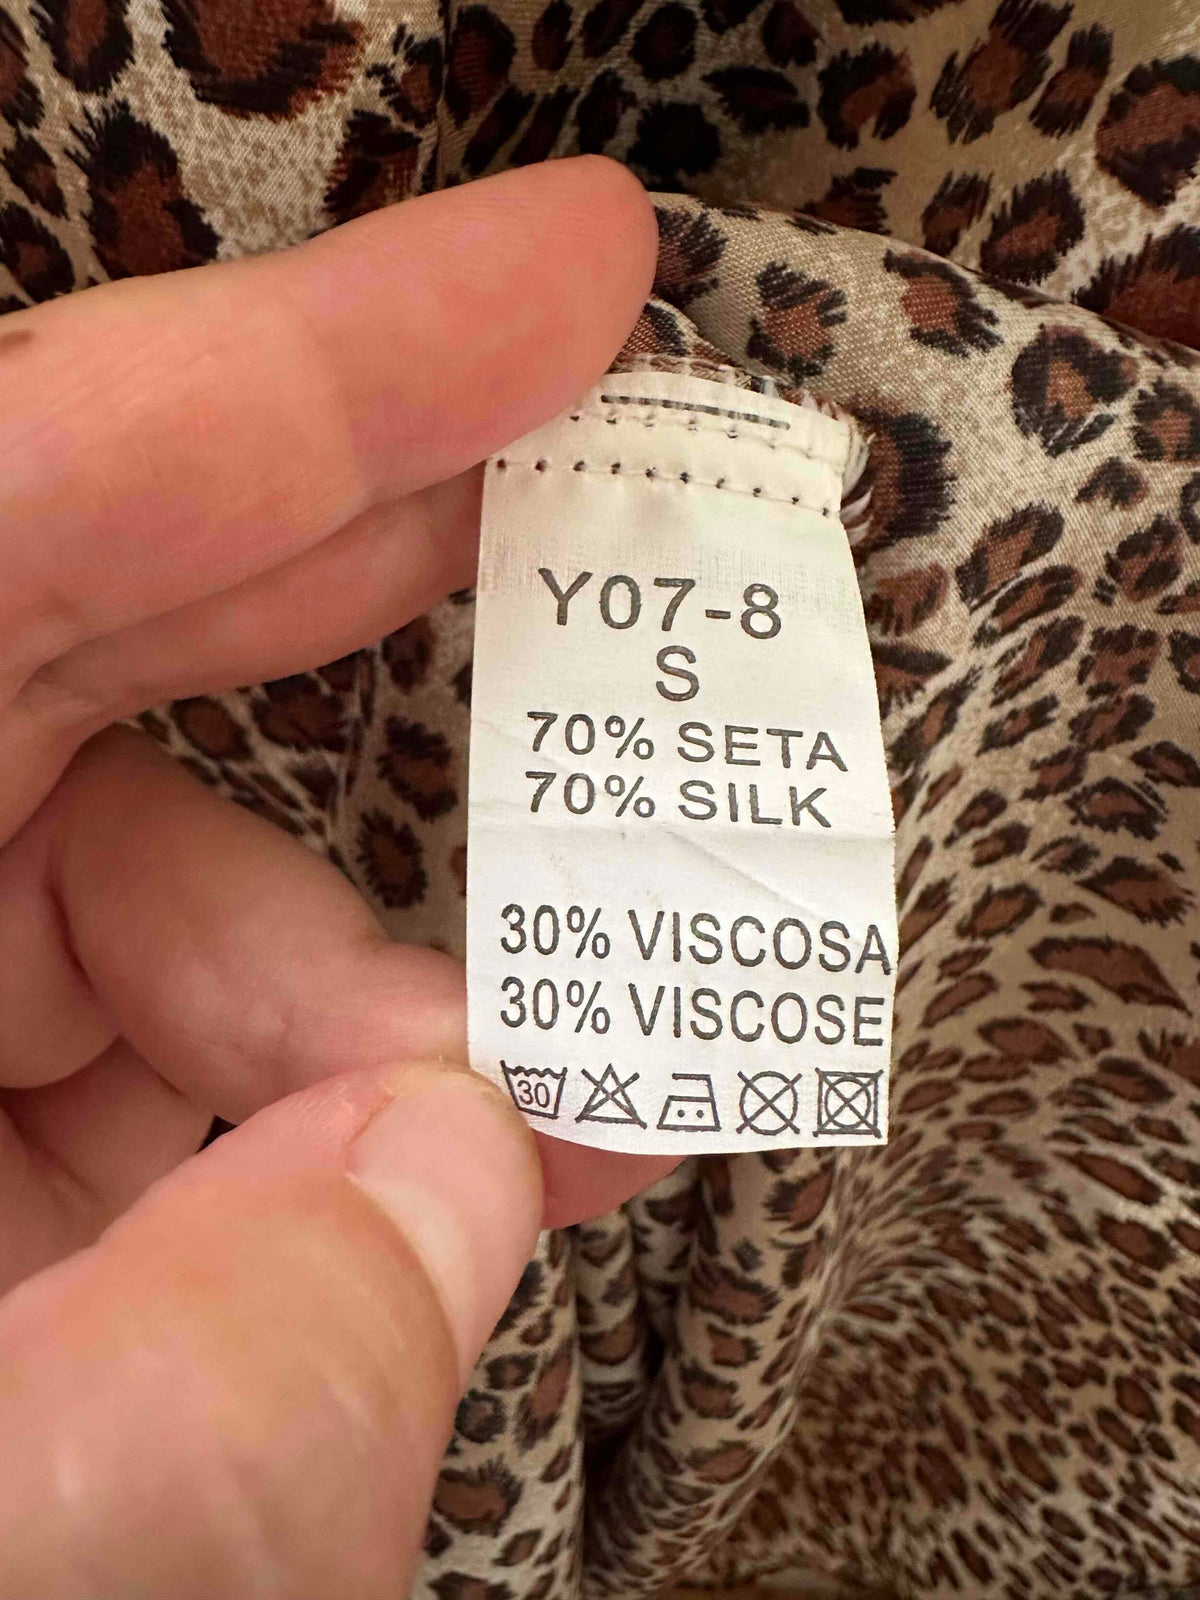 Y07-8
S
70% SETA
70% SILK
30% VISCOSA
30% VISCOSE
30